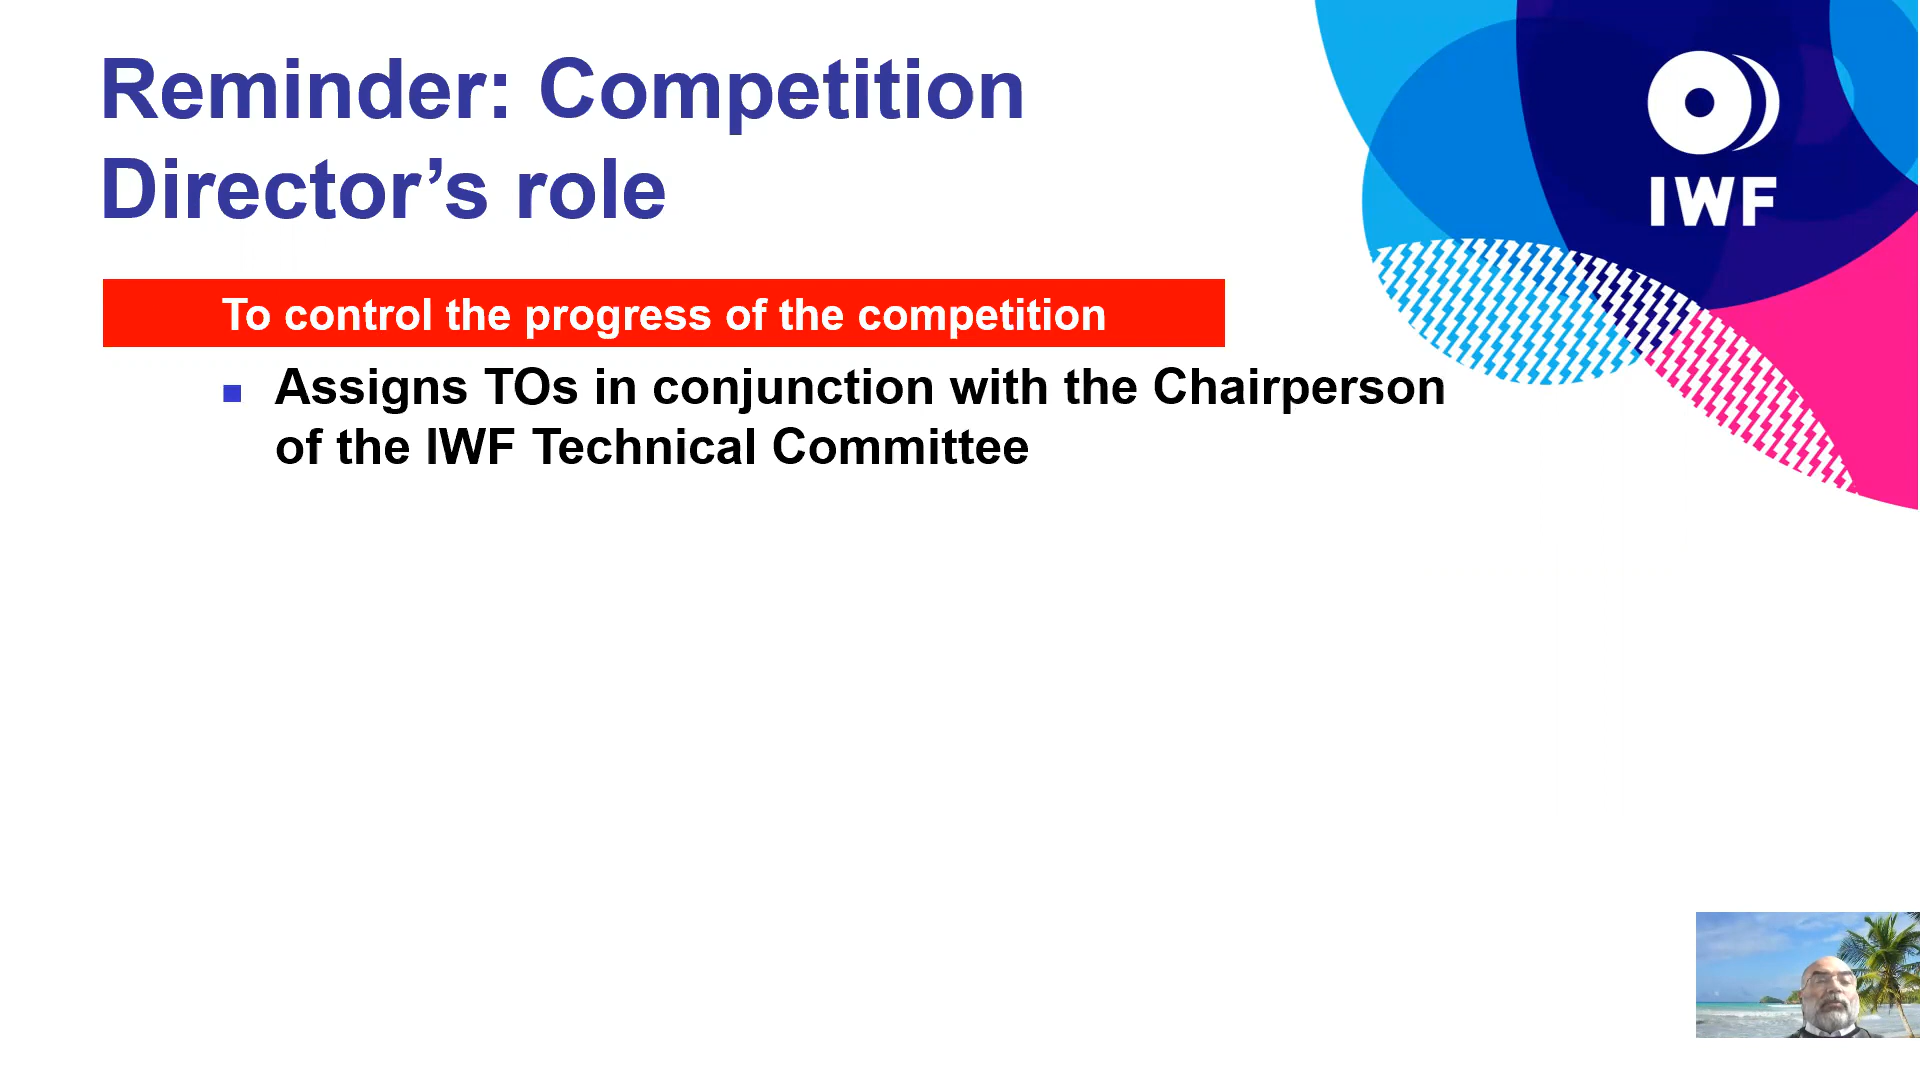 Reminder: Competition
Director’s role
IWF
To control the progress of the competition
Assigns TOs in conjunction with the Chairperson
of the IWF Technical Committee